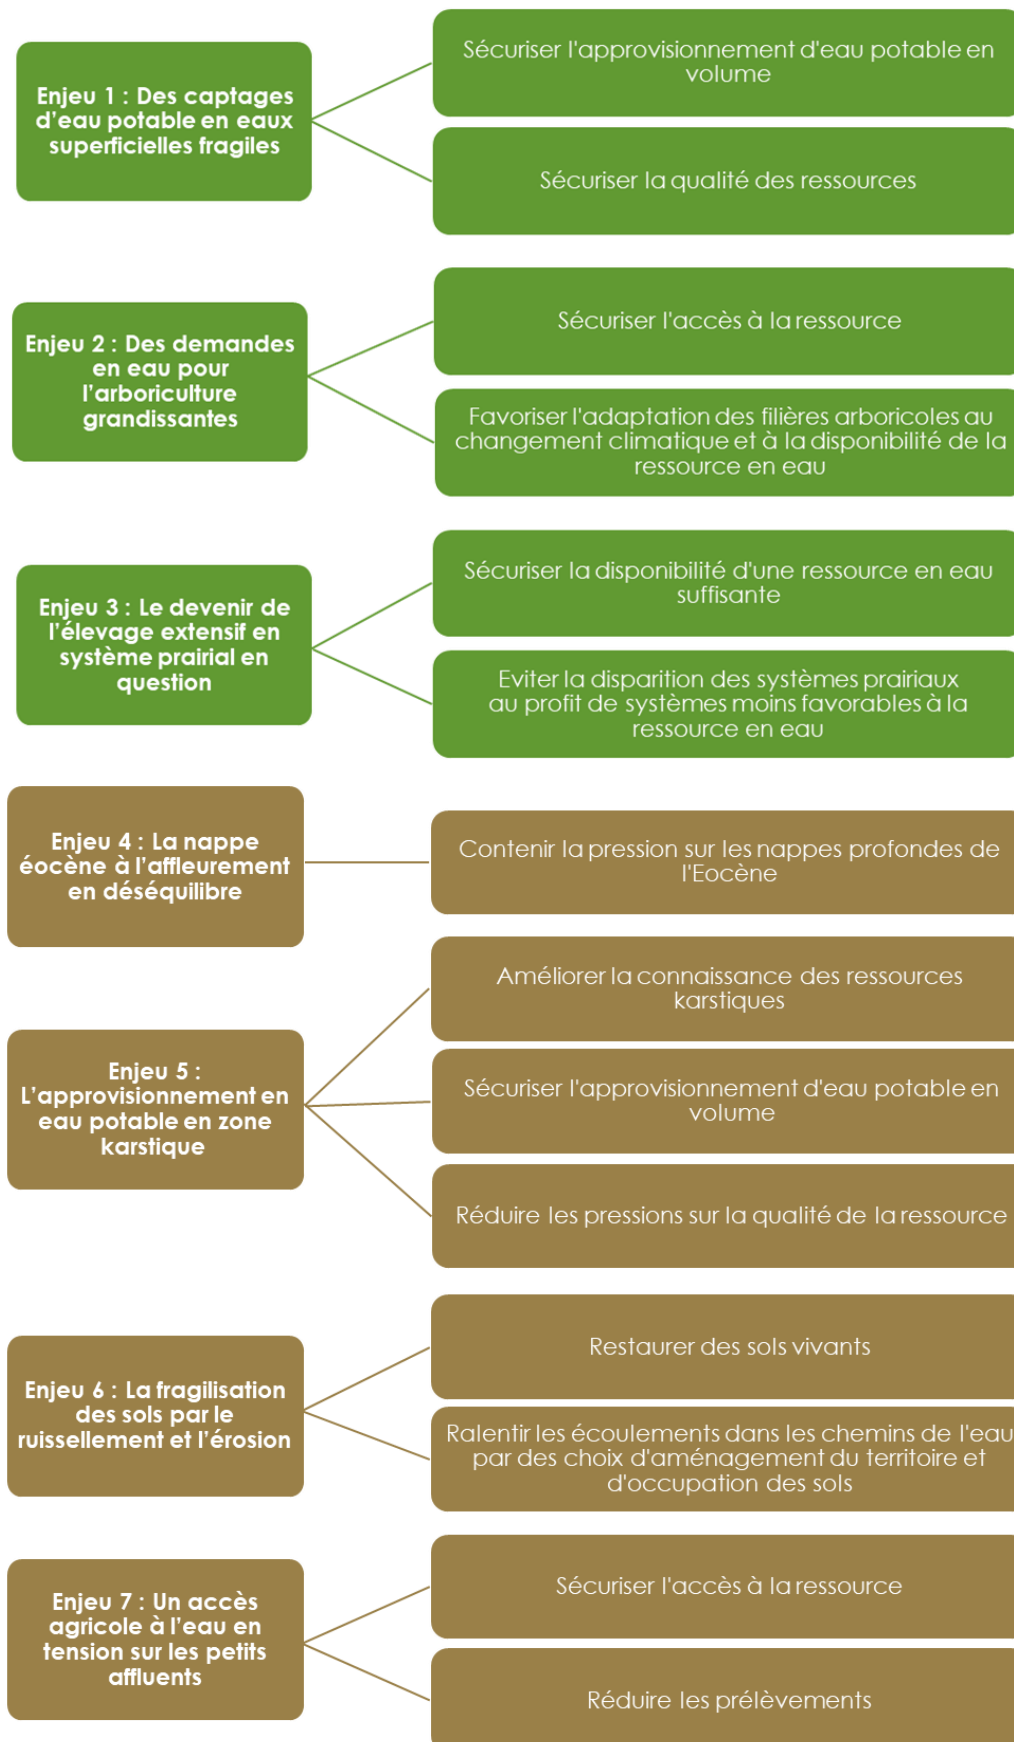 Enjeu 1 : Des captages
d'eau potable en eaux
superficielles fragiles
Sécuriser l'approvisionnement d'eau potable en
volume
Sécuriser la qualité des ressources
Enjeu 2 : Des demandes
en eau pour
l'arboriculture
grandissantes
Sécuriser l'accès à la ressource
Favoriser l'adaptation des filières arboricoles au
changement climatique et à la disponibilité de la
ressource en eau
Enjeu 3 : Le devenir de
l'élevage extensif en
système prairial en
question
Sécuriser la disponibilité d'une ressource en eau
suffisante
Eviter la disparition des systèmes prairiaux
au profit de systèmes moins favorables à la
ressource en eau
Enjeu 4 : La nappe
éocène à l'affleurement
en déséquilibre
Contenir la pression sur les nappes profondes de
l'Eocène
Enjeu 5 :
L'approvisionnement en
eau potable en zone
karstique
Améliorer la connaissance des ressources
karstiques
Sécuriser l'approvisionnement d'eau potable en
volume
Réduire les pressions sur la qualité de la ressource
Enjeu 6 : La fragilisation
des sols par le
ruissellement et l'érosion
Restaurer des sols vivants
Ralentir les écoulements dans les chemins de l'eau
par des choix d'aménagement du territoire et
d'occupation des sols
Enjeu 7 : Un accès
agricole à l'eau en
tension sur les petits
affluents
Sécuriser l'accès à la ressource
Réduire les prélèvements